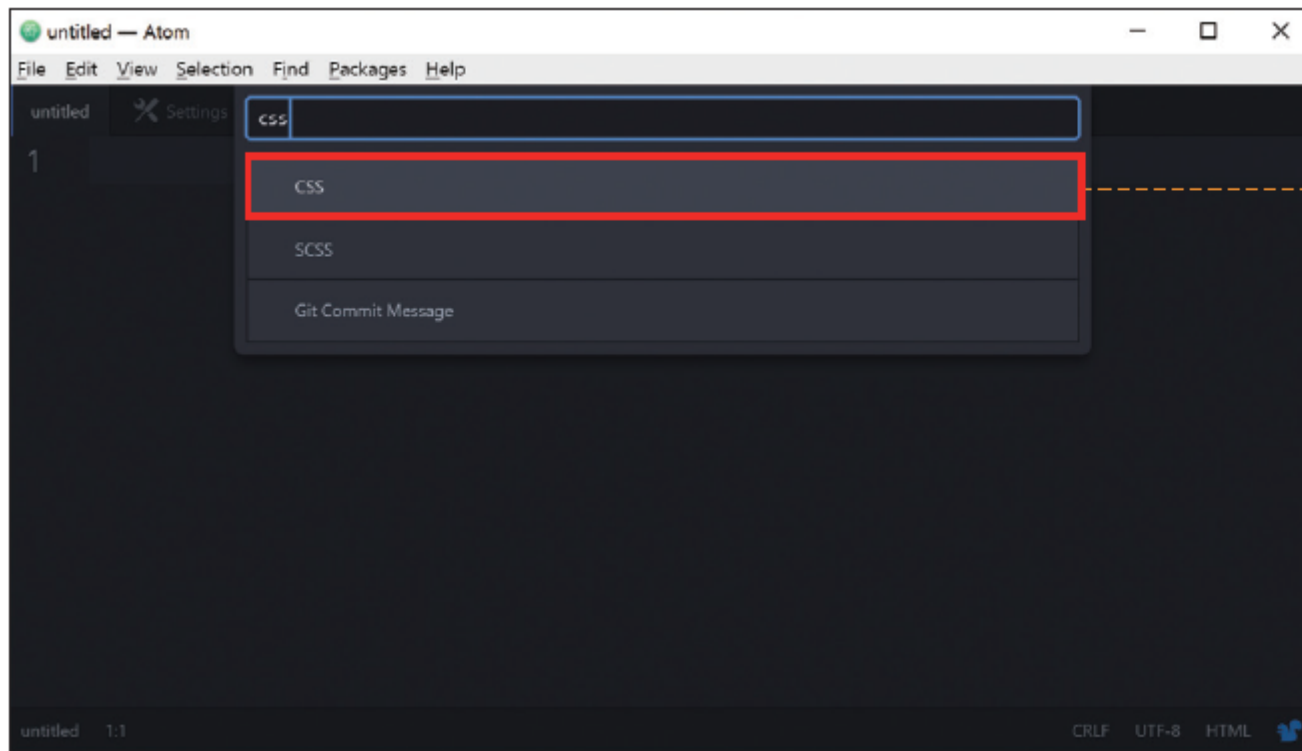 untitled — Atom
File Edit View Selection Find Packages Help
untitled Settings
css
1
CSS
SCSS
Git Commit Message
untitled 1:1 CRLF UTF-8 HTML